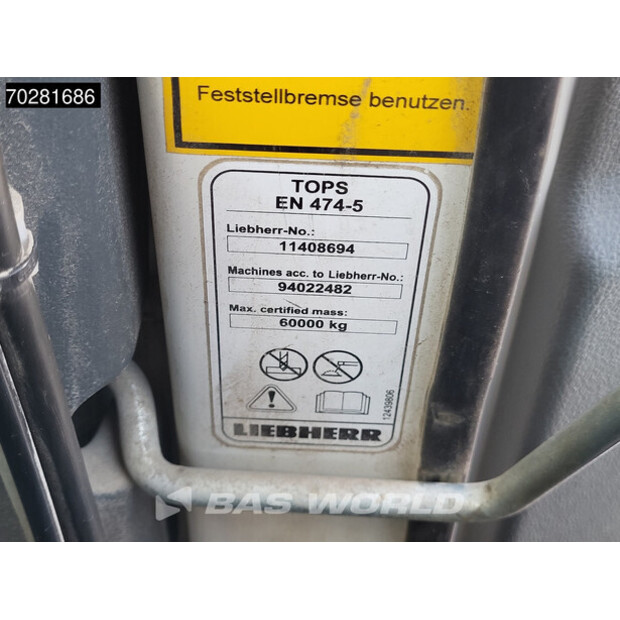 70281686
Feststellbremse benutzen.
TOPS
EN 474-5
Liebherr-No.:
11408694
Machines acc. to Liebherr-No.:
94022482
Max. certified mass:
60000 kg
12439806
LIEBHERR
BAS WORLD